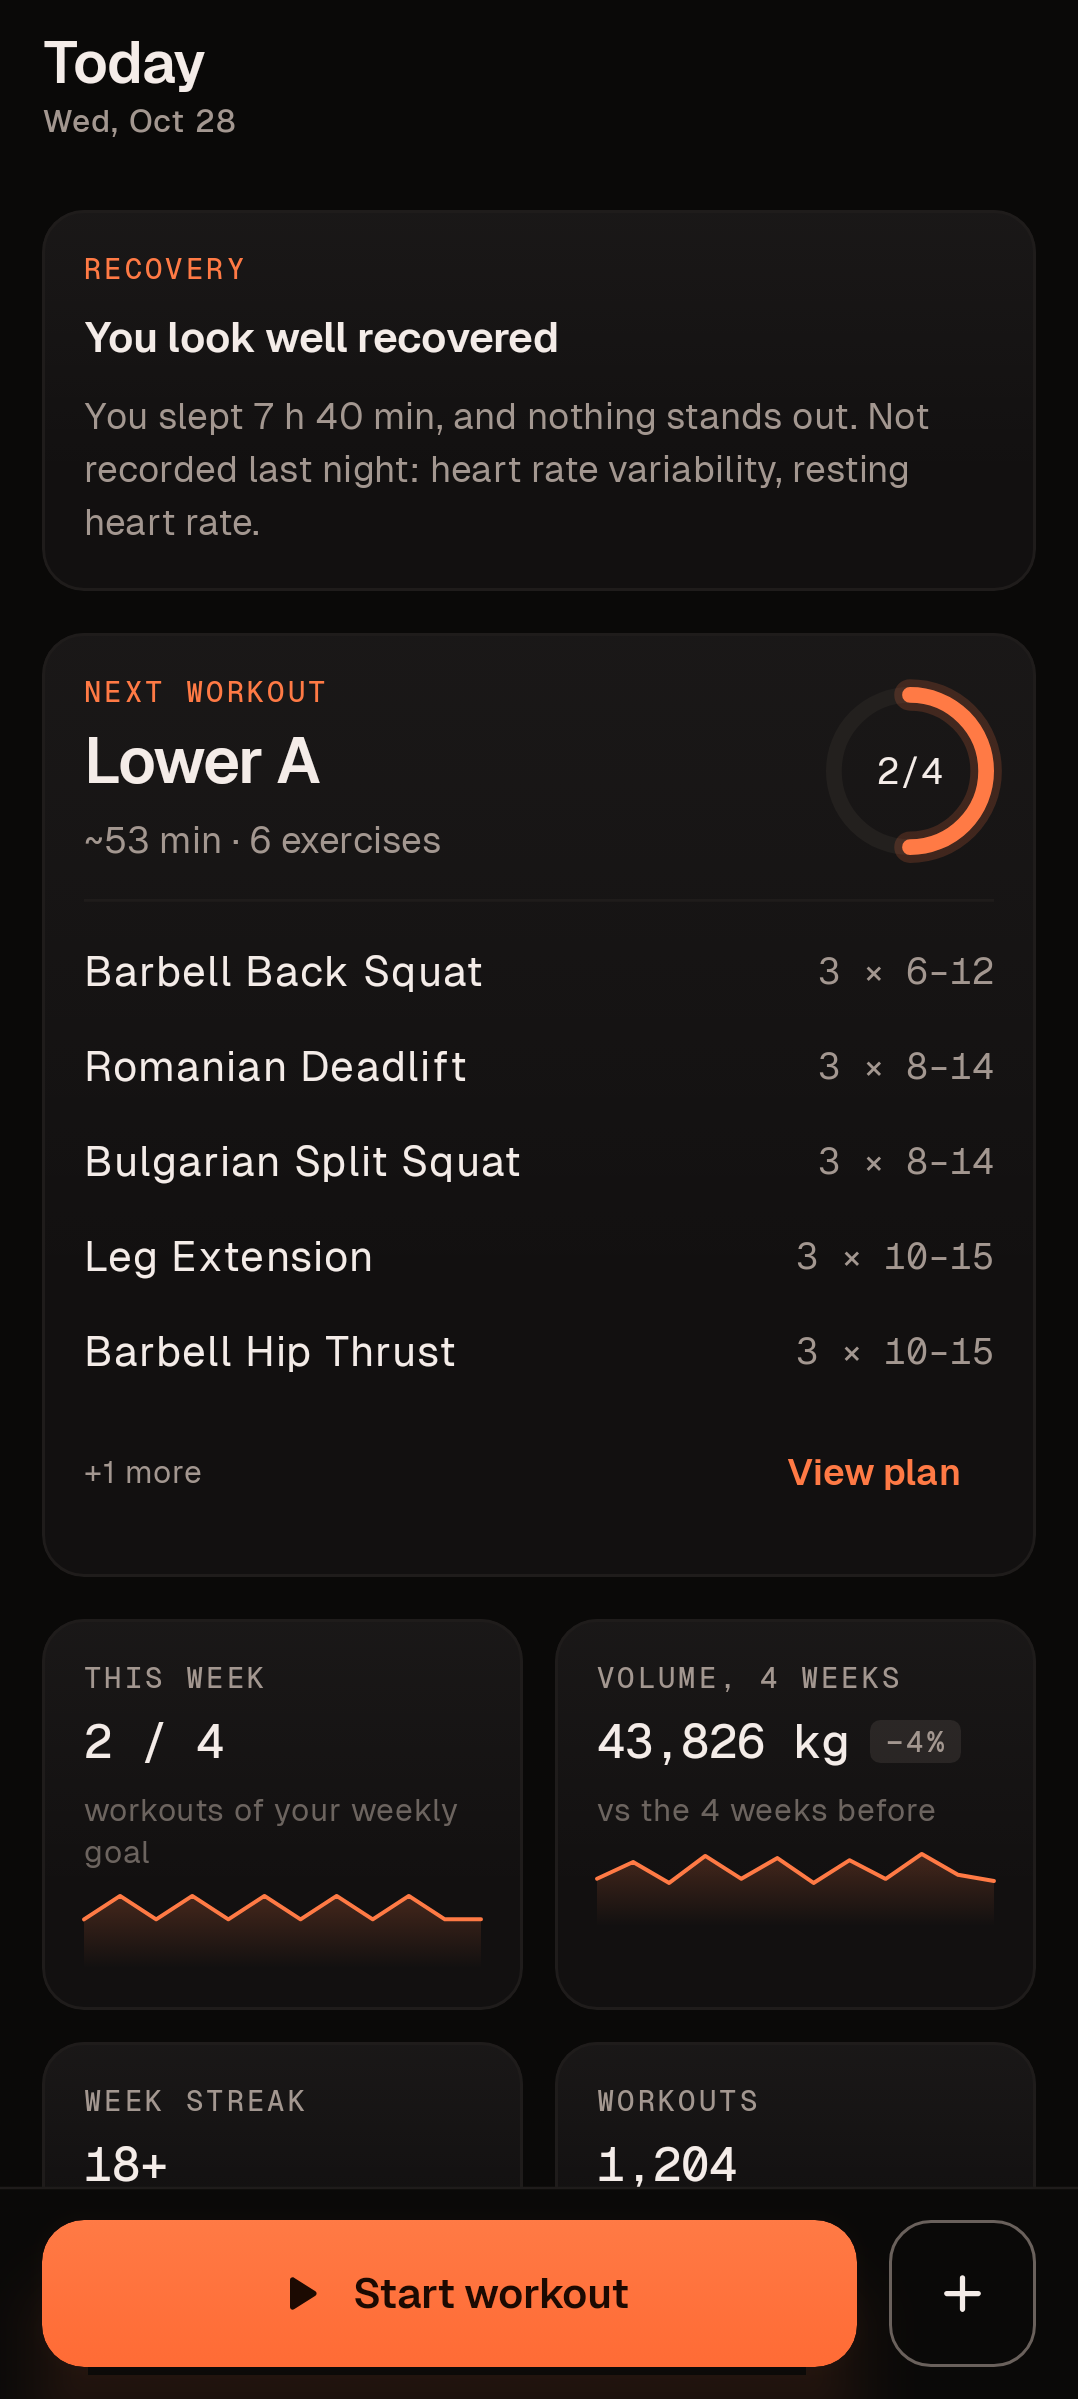 Today
Wed, Oct 28
RECOVERY
You look well recovered
You slept 7 h 40 min, and nothing stands out. Not
recorded last night: heart rate variability, resting
heart rate.
NEXT WORKOUT
Lower A
~53 min · 6 exercises
2/4
Barbell Back Squat 3 × 6–12
Romanian Deadlift 3 × 8–14
Bulgarian Split Squat 3 × 8–14
Leg Extension 3 × 10–15
Barbell Hip Thrust 3 × 10–15
+1 more View plan
THIS WEEK
2 / 4
workouts of your weekly
goal
VOLUME, 4 WEEKS
43,826 kg −4%
vs the 4 weeks before
WEEK STREAK
18+
WORKOUTS
1,204
Start workout